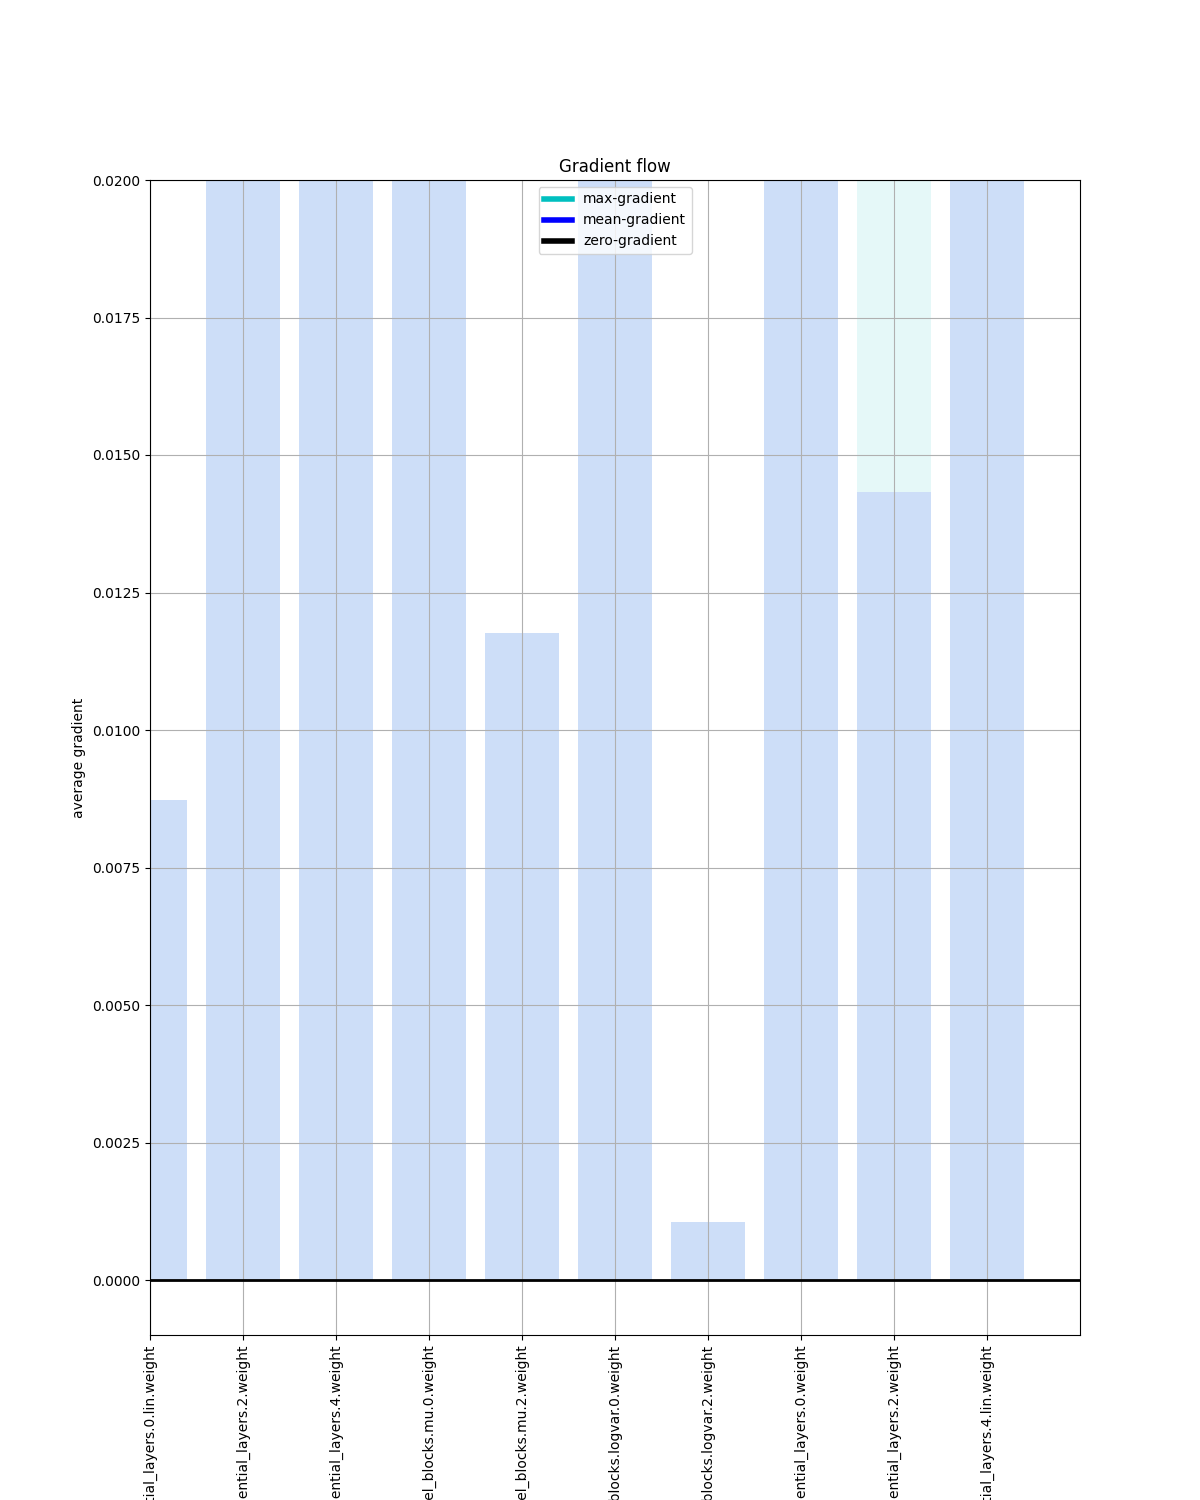 Gradient flow
max-gradient
mean-gradient
zero-gradient
0.0200
0.0175
0.0150
0.0125
0.0100
0.0075
0.0050
0.0025
0.0000
average gradient
tial_layers.0.lin.weight
ential_layers.2.weight
ential_layers.4.weight
el_blocks.mu.0.weight
el_blocks.mu.2.weight
blocks.logvar.0.weight
blocks.logvar.2.weight
ential_layers.0.weight
ential_layers.2.weight
tial_layers.4.lin.weight